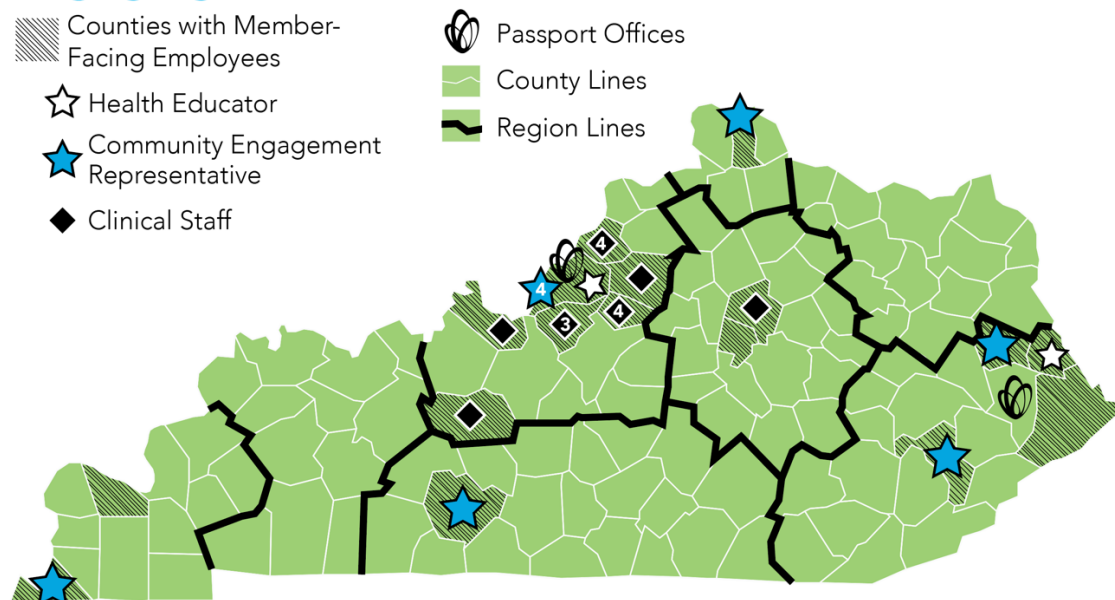 Counties with Member-
Facing Employees
Health Educator
Community Engagement
Representative
Clinical Staff
Passport Offices
County Lines
Region Lines
4
4
4
3